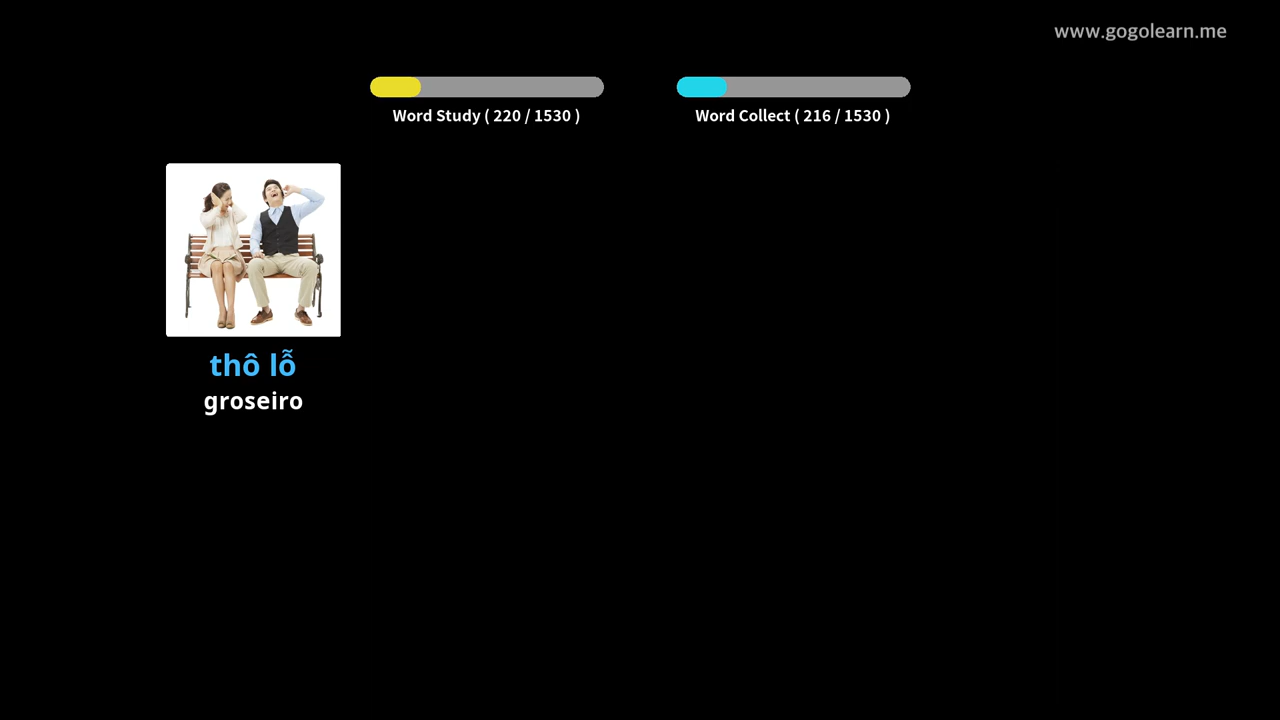 www.gogolearn.me
Word Study ( 220 / 1530 )
Word Collect ( 216 / 1530 )
thô lỗ
groseiro